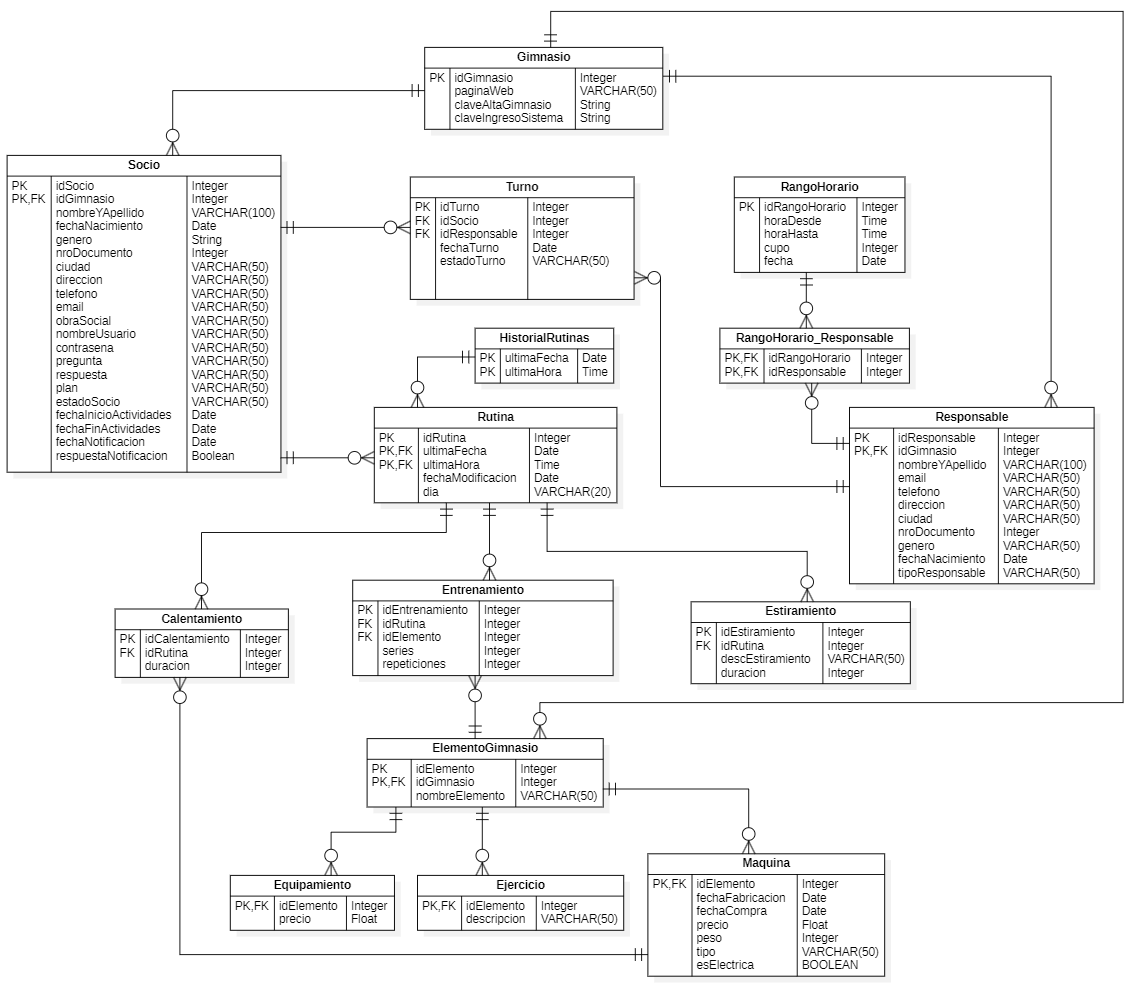 Gimnasio
PK idGimnasio Integer
paginaWeb VARCHAR(50)
claveAltaGimnasio String
claveIngresoSistema String
Socio
PK idSocio Integer
PK,FK idGimnasio Integer
nombreYApellido VARCHAR(100)
fechaNacimiento Date
genero String
nroDocumento Integer
ciudad VARCHAR(50)
direccion VARCHAR(50)
telefono VARCHAR(50)
email VARCHAR(50)
obraSocial VARCHAR(50)
nombreUsuario VARCHAR(50)
contrasena VARCHAR(50)
pregunta VARCHAR(50)
respuesta VARCHAR(50)
plan VARCHAR(50)
estadoSocio VARCHAR(50)
fechaInicioActividades Date
fechaFinActividades Date
fechaNotificacion Date
respuestaNotificacion Boolean
Turno
PK idTurno Integer
FK idSocio Integer
FK idResponsable Integer
fechaTurno Date
estadoTurno VARCHAR(50)
RangoHorario
PK idRangoHorario Integer
horaDesde Time
horaHasta Time
cupo Integer
fecha Date
HistorialRutinas
PK ultimaFecha Date
PK ultimaHora Time
RangoHorario_Responsable
PK,FK idRangoHorario Integer
PK,FK idResponsable Integer
Rutina
PK idRutina Integer
PK,FK ultimaFecha Date
PK,FK ultimaHora Time
fechaModificacion Date
dia VARCHAR(20)
Responsable
PK idResponsable Integer
PK,FK idGimnasio Integer
nombreYApellido VARCHAR(100)
email VARCHAR(50)
telefono VARCHAR(50)
direccion VARCHAR(50)
ciudad VARCHAR(50)
nroDocumento Integer
genero VARCHAR(50)
fechaNacimiento Date
tipoResponsable VARCHAR(50)
Calentamiento
PK idCalentamiento Integer
FK idRutina Integer
duracion Integer
Entrenamiento
PK idEntrenamiento Integer
FK idRutina Integer
FK idElemento Integer
series Integer
repeticiones Integer
Estiramiento
PK idEstiramiento Integer
FK idRutina Integer
descEstiramiento VARCHAR(50)
duracion Integer
ElementoGimnasio
PK idElemento Integer
PK,FK idGimnasio Integer
nombreElemento VARCHAR(50)
Equipamiento
PK,FK idElemento Integer
precio Float
Ejercicio
PK,FK idElemento Integer
descripcion VARCHAR(50)
Maquina
PK,FK idElemento Integer
fechaFabricacion Date
fechaCompra Date
precio Float
peso Integer
tipo VARCHAR(50)
esElectrica BOOLEAN